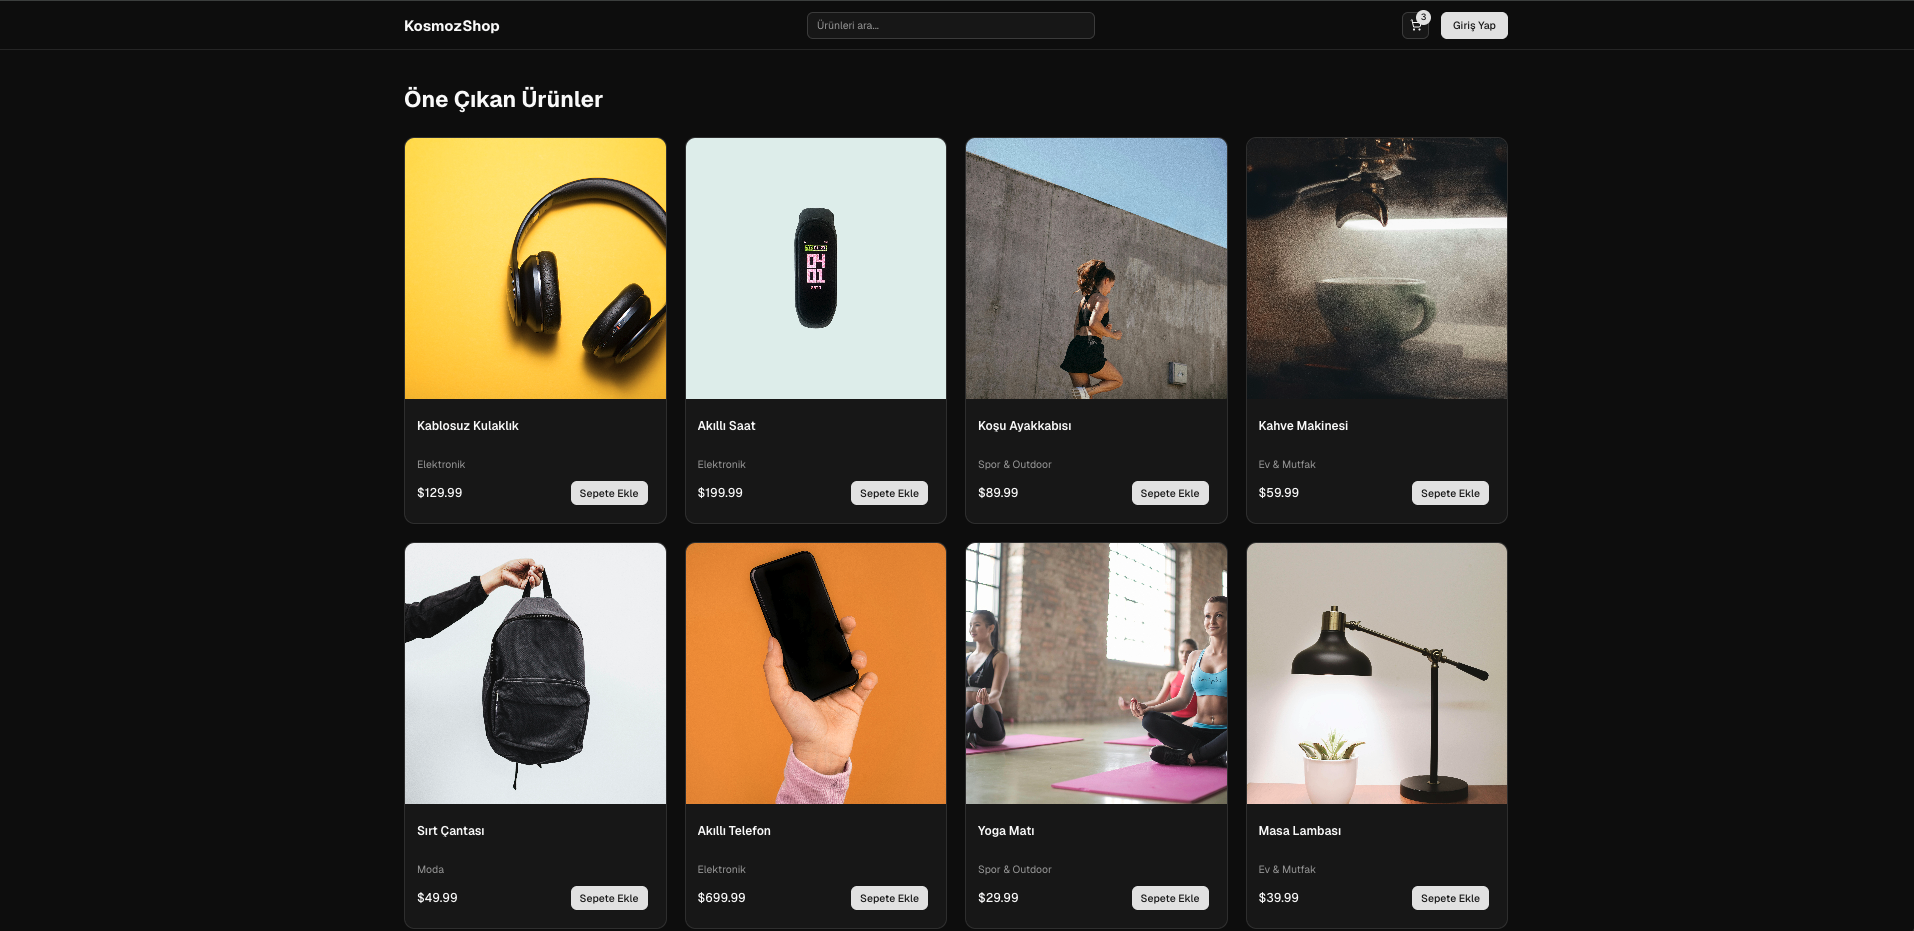 KosmozShop
Ürünleri ara...
3
Giriş Yap
Öne Çıkan Ürünler
04
01
Kablosuz Kulaklık
Elektronik
$129.99
Sepete Ekle
Akıllı Saat
Elektronik
$199.99
Sepete Ekle
Koşu Ayakkabısı
Spor & Outdoor
$89.99
Sepete Ekle
Kahve Makinesi
Ev & Mutfak
$59.99
Sepete Ekle
Sırt Çantası
Moda
$49.99
Sepete Ekle
Akıllı Telefon
Elektronik
$699.99
Sepete Ekle
Yoga Matı
Spor & Outdoor
$29.99
Sepete Ekle
Masa Lambası
Ev & Mutfak
$39.99
Sepete Ekle